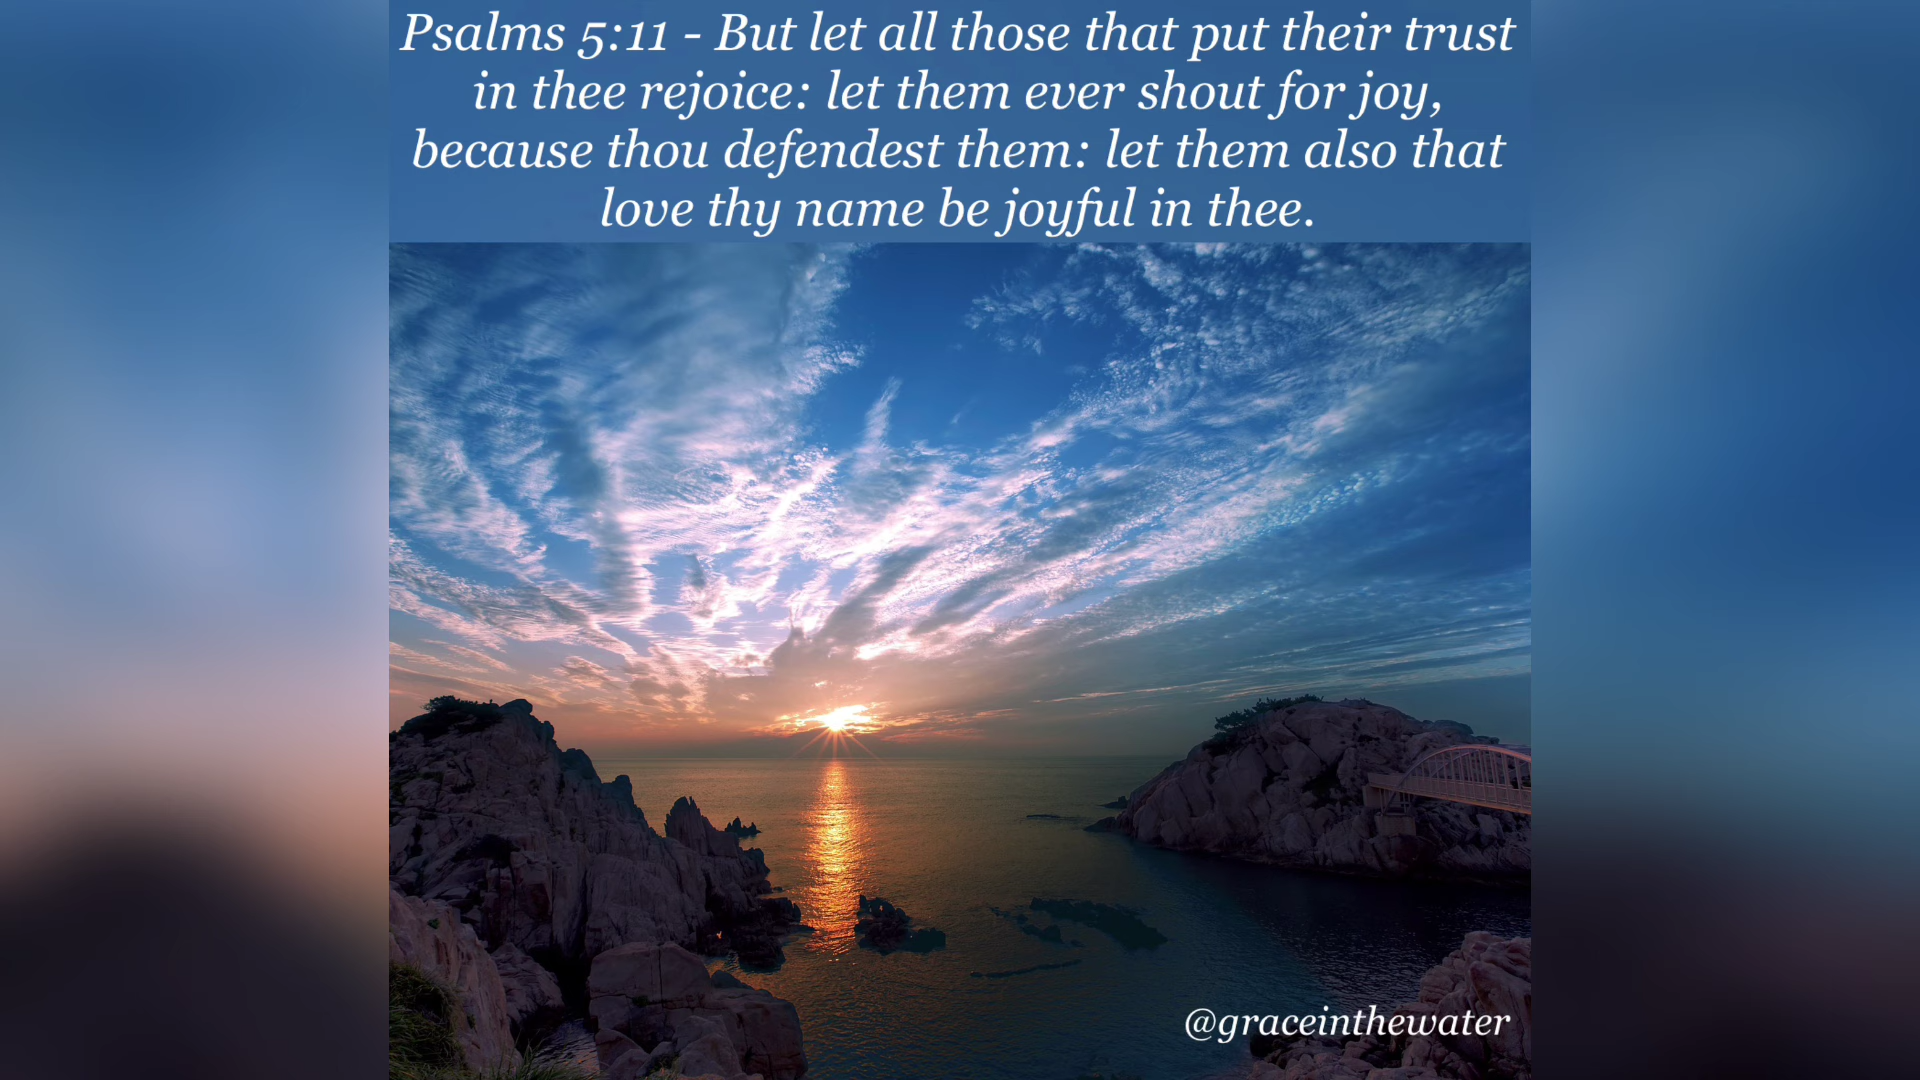 Psalms 5:11 - But let all those that put their trust
in thee rejoice: let them ever shout for joy,
because thou defendest them: let them also that
love thy name be joyful in thee.
@graceinthewater